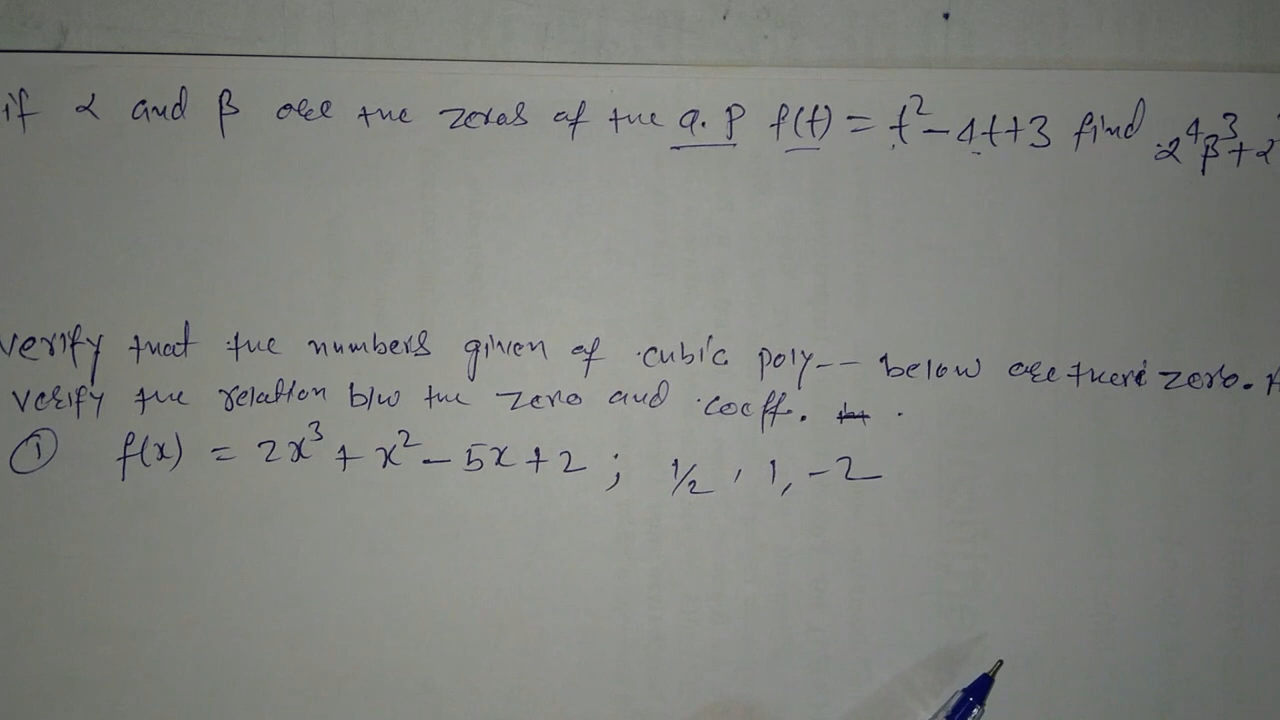 if α and β are the zeros of the q.p f(t) = t² - 4t + 3 find α⁴β³ + α
verify that the numbers given of cubic poly-- below are their zero.
verify the relation b/w the zero and coeff.
① f(x) = 2x³ + x² - 5x + 2 ; 1/2 , 1, -2